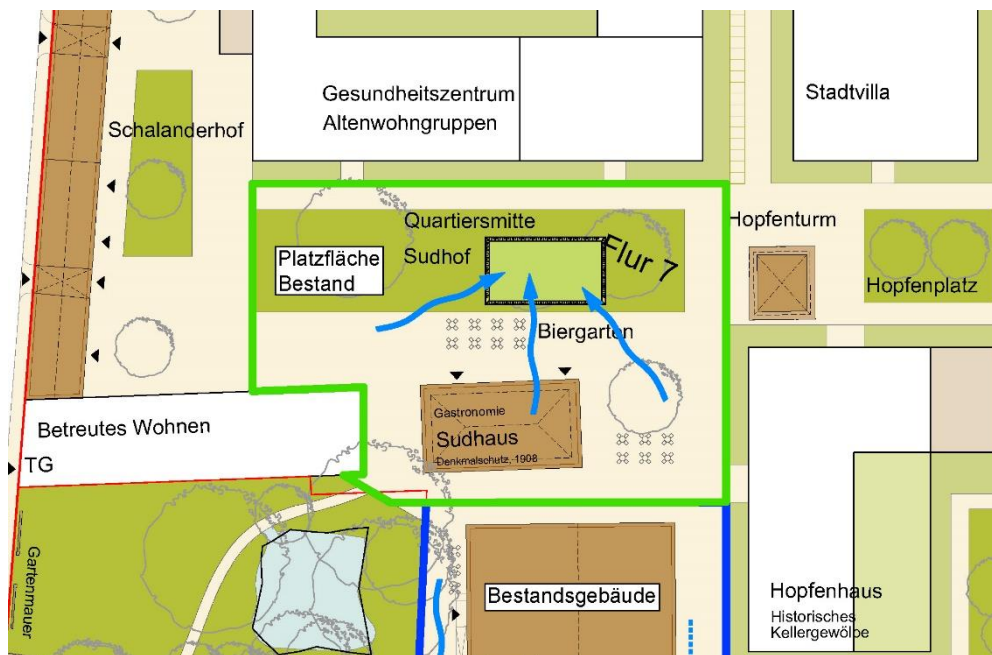 Gesundheitszentrum
Altenwohngruppen
Stadtvilla
Schalanderhof
Quartiersmitte
Sudhof
Flur 7
Platzfläche
Bestand
Hopfenturm
Hopfenplatz
Biergarten
Gastronomie
Sudhaus
Denkmalschutz, 1908
Betreutes Wohnen
TG
Gartenmauer
Bestandsgebäude
Hopfenhaus
Historisches
Kellergewölbe